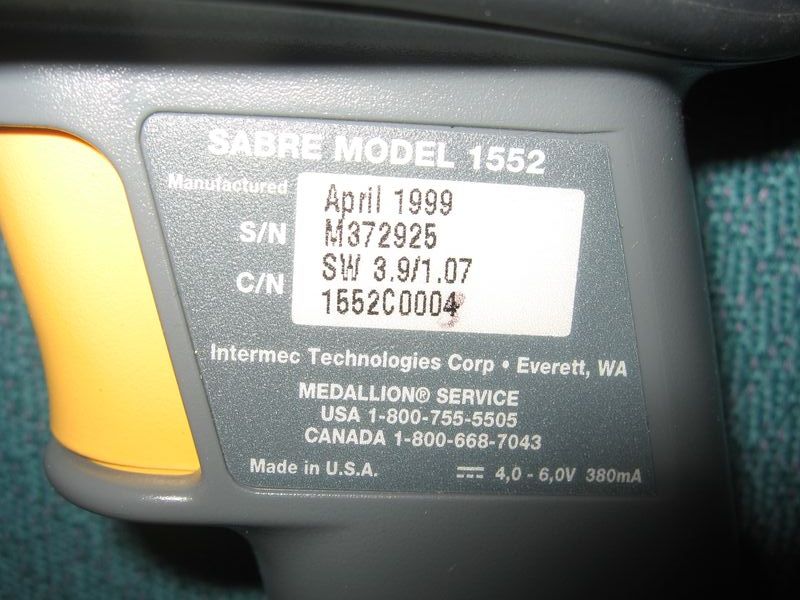 SABRE MODEL 1552
Manufactured April 1999
S/N M372925
C/N SW 3.9/1.07
1552C0004
Intermec Technologies Corp • Everett, WA
MEDALLION® SERVICE
USA 1-800-755-5505
CANADA 1-800-668-7043
Made in U.S.A. ⎓ 4,0 - 6,0V 380mA